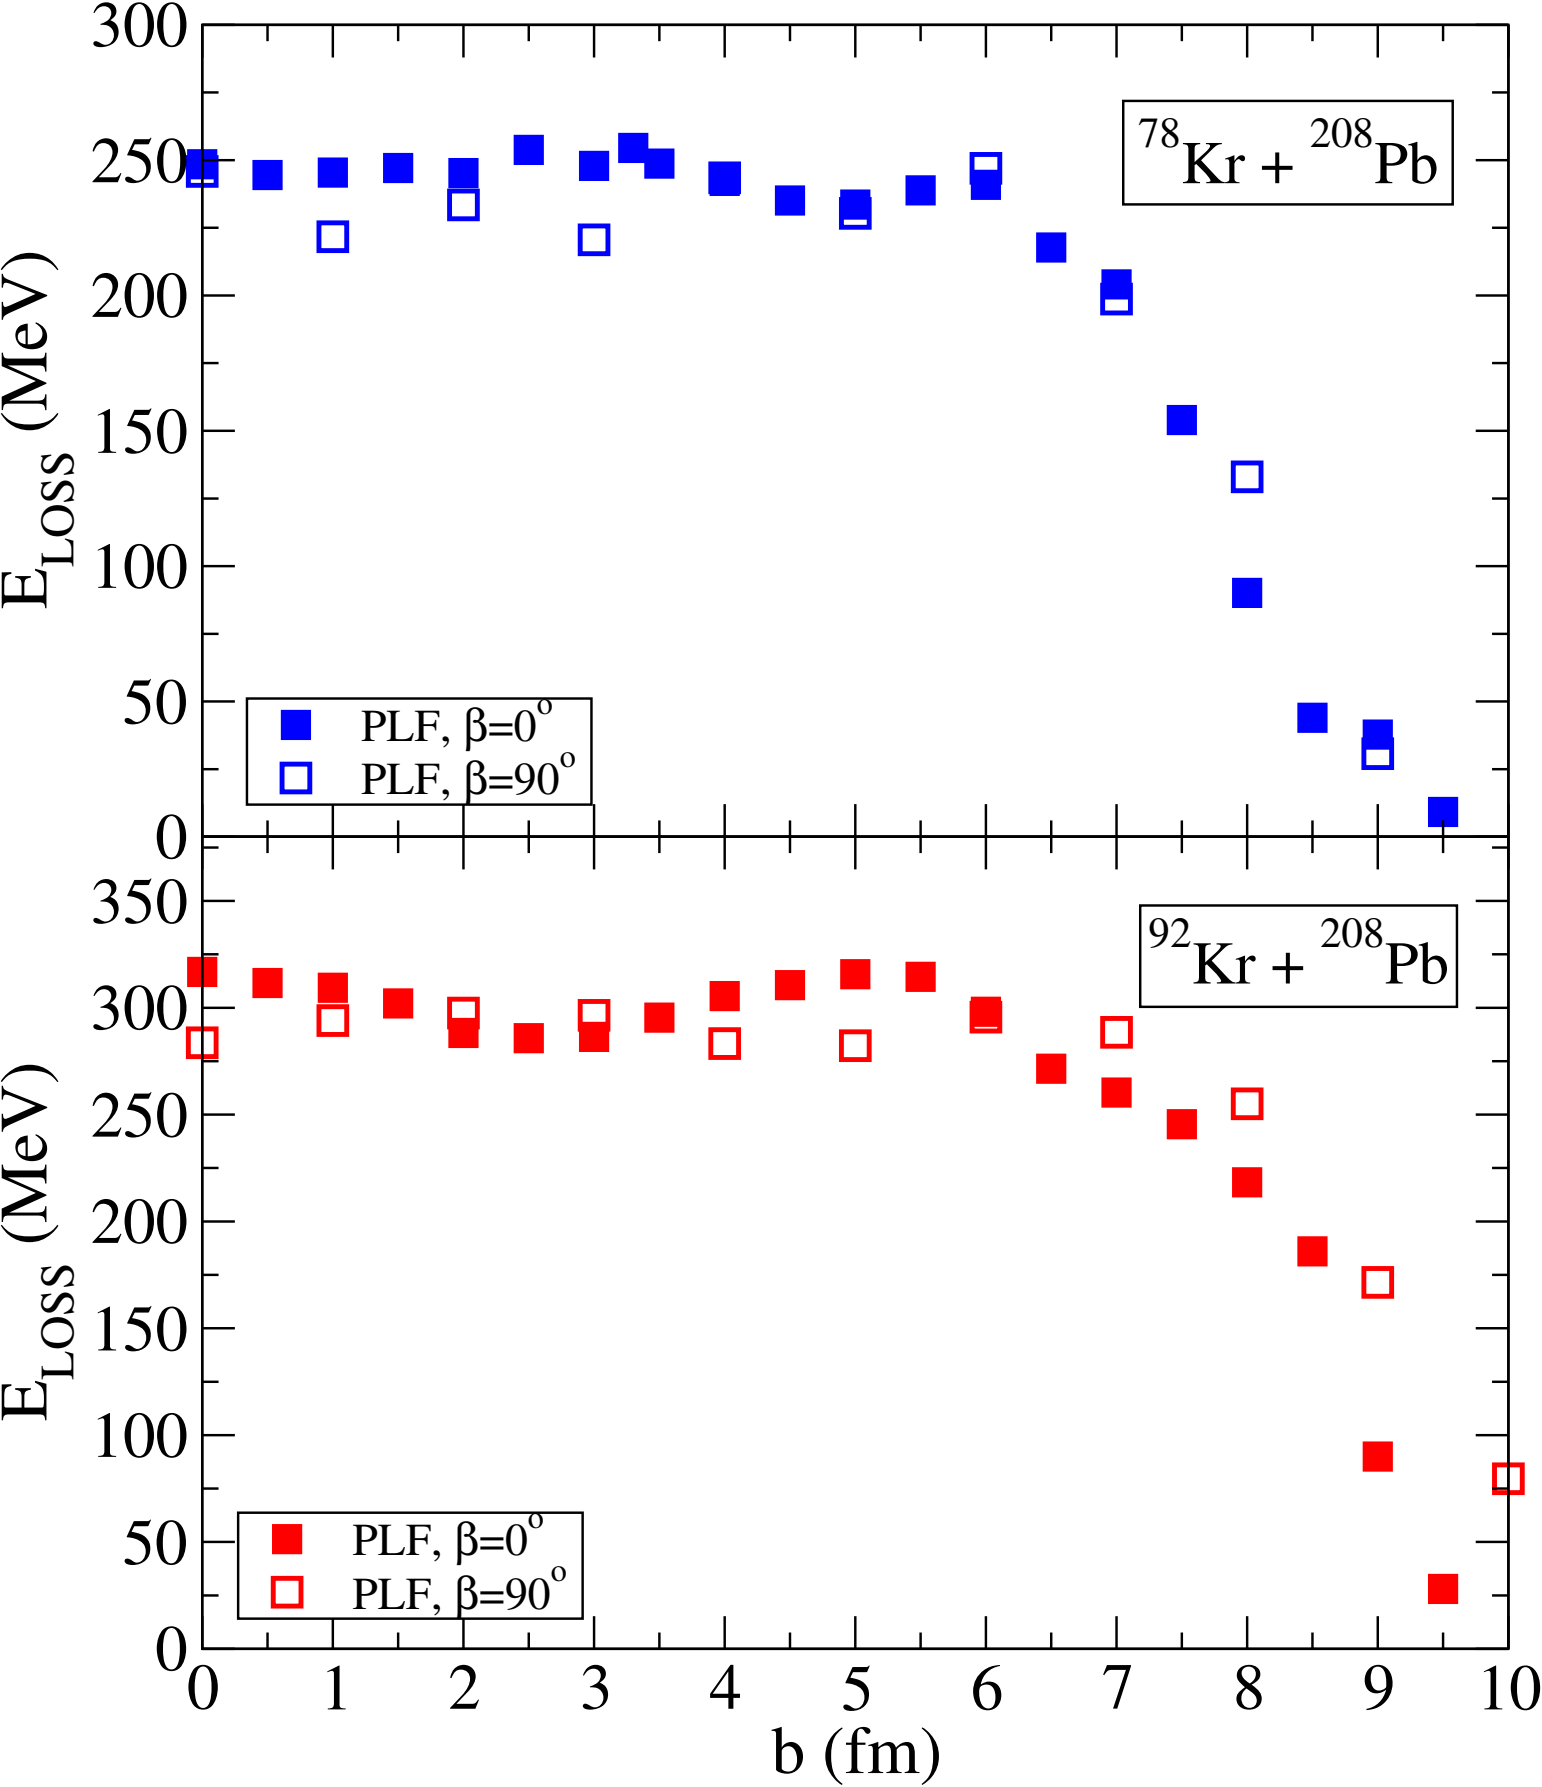 300
250
200
150
100
50
0
E_LOSS (MeV)
⁷⁸Kr + ²⁰⁸Pb
PLF, β=0°
PLF, β=90°
350
300
250
200
150
100
50
0
E_LOSS (MeV)
⁹²Kr + ²⁰⁸Pb
PLF, β=0°
PLF, β=90°
0 1 2 3 4 5 6 7 8 9 10
b (fm)